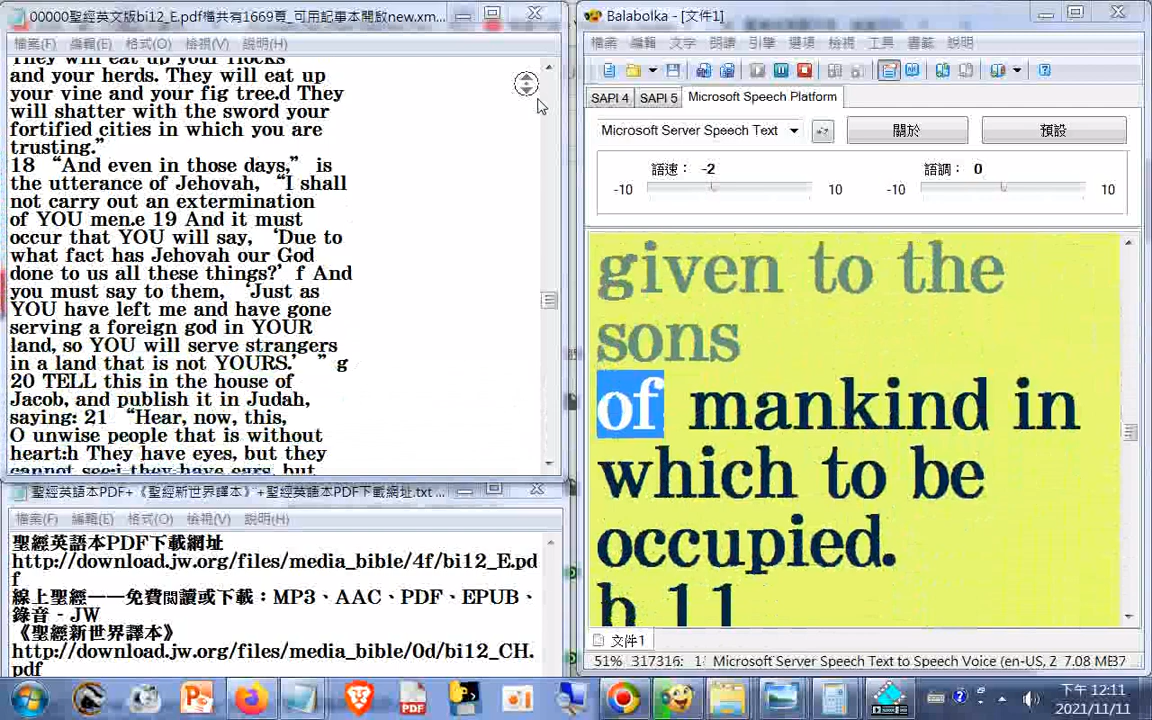 00000聖經英文版bi12_E.pdf檔共有1669頁_可用記事本開啟new.xm...
檔案(F) 編輯(E) 格式(O) 檢視(V) 說明(H)
They will eat up your flocks
and your herds. They will eat up
your vine and your fig tree.d They
will shatter with the sword your
fortified cities in which you are
trusting.”
18 “And even in those days,” is
the utterance of Jehovah, “I shall
not carry out an extermination
of YOU men.e 19 And it must
occur that YOU will say, ‘Due to
what fact has Jehovah our God
done to us all these things?’ f And
you must say to them, ‘Just as
YOU have left me and have gone
serving a foreign god in YOUR
land, so YOU will serve strangers
in a land that is not YOURS.’ ” g
20 TELL this in the house of
Jacob, and publish it in Judah,
saying: 21 “Hear, now, this,
O unwise people that is without
heart:h They have eyes, but they
cannot see;i they have ears, but
聖經英語本PDF+《聖經新世界譯本》+聖經英語本PDF下載網址.txt ...
檔案(F) 編輯(E) 格式(O) 檢視(V) 說明(H)
聖經英語本PDF下載網址
http://download.jw.org/files/media_bible/4f/bi12_E.pd
f
線上聖經──免費閱讀或下載：MP3、AAC、PDF、EPUB、
錄音 - JW
《聖經新世界譯本》
http://download.jw.org/files/media_bible/0d/bi12_CH.
pdf
Balabolka - [文件1]
檔案 編輯 文字 朗讀 引擎 選項 檢視 工具 書籤 說明
SAPI 4 SAPI 5 Microsoft Speech Platform
Microsoft Server Speech Text 關於 預設
語速： -2 語調： 0
-10 10 -10 10
given to the
sons
of mankind in
which to be
occupied.
b 11
文件1
51% 317316: 1 Microsoft Server Speech Text to Speech Voice (en-US, Z 7.08 MB37
下午 12:11
2021/11/11